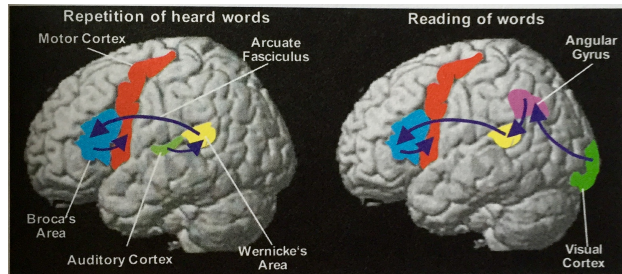 Repetition of heard words
Motor Cortex
Arcuate
Fasciculus
Broca's
Area
Auditory Cortex
Wernicke's
Area
Reading of words
Angular
Gyrus
Visual
Cortex